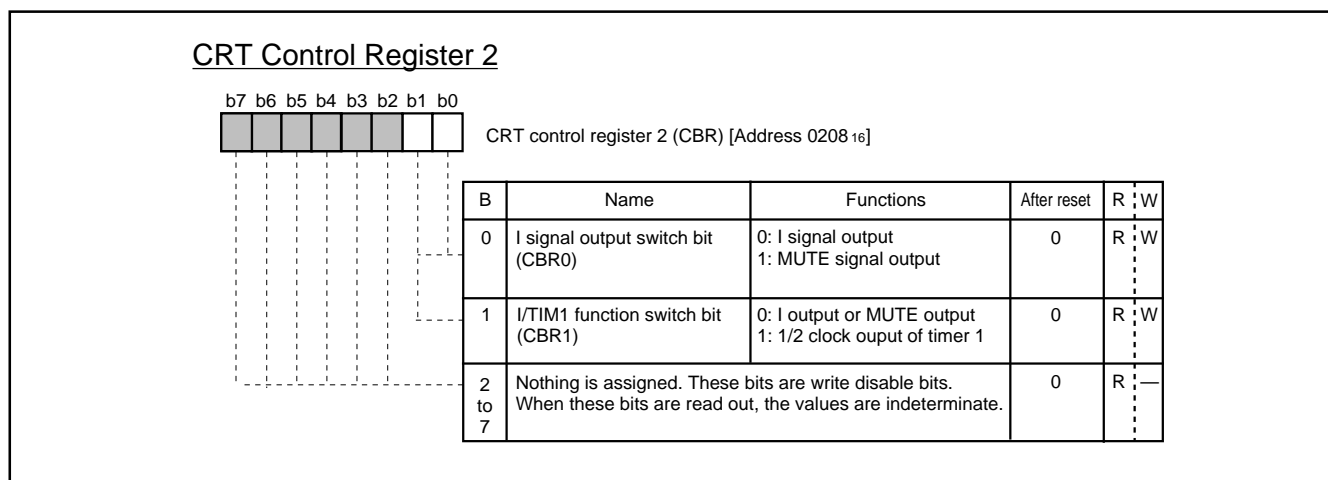 CRT Control Register 2
b7 b6 b5 b4 b3 b2 b1 b0
CRT control register 2 (CBR) [Address 0208 16]
B Name Functions After reset R W
0 I signal output switch bit (CBR0) 0: I signal output 1: MUTE signal output 0 R W
1 I/TIM1 function switch bit (CBR1) 0: I output or MUTE output 1: 1/2 clock ouput of timer 1 0 R W
2 to 7 Nothing is assigned. These bits are write disable bits. When these bits are read out, the values are indeterminate. 0 R —